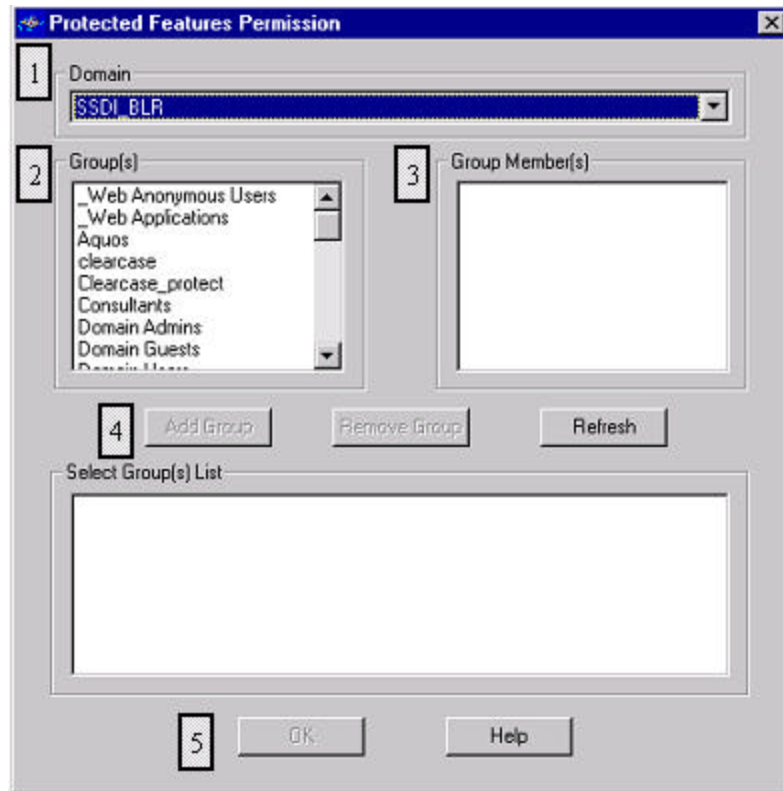 Protected Features Permission
1
Domain
SSDI_BLR
2
Group(s)
_Web Anonymous Users
_Web Applications
Aquos
clearcase
Clearcase_protect
Consultants
Domain Admins
Domain Guests
3
Group Member(s)
4
Add Group
Remove Group
Refresh
Select Group(s) List
5
OK
Help